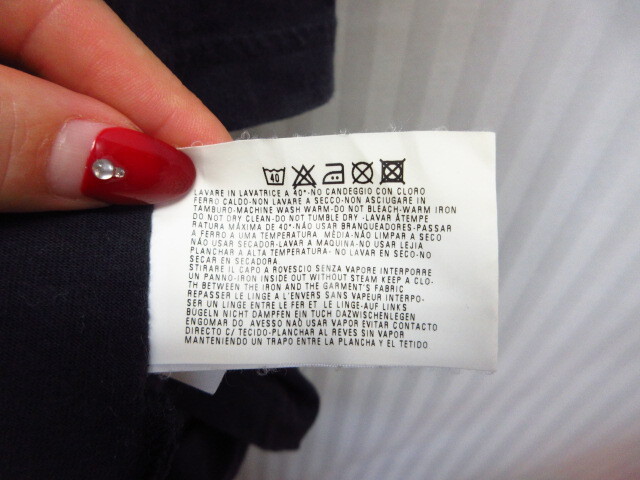 40
LAVARE IN LAVATRICE A 40°-NO CANDEGGIO CON CLORO
FERRO CALDO-NON LAVARE A SECCO-NON ASCIUGARE IN
TAMBURO-MACHINE WASH WARM-DO NOT BLEACH-WARM IRON
DO NOT DRY CLEAN-DO NOT TUMBLE DRY -LAVAR ÀTEMPE
RATURA MÁXIMA DE 40°-NÃO USAR BRANQUEADORES-PASSAR
A FERRO A UMA TEMPERATURA MÉDIA-NÃO LIMPAR A SECO
NÃO USAR SECADOR-LAVAR A MAQUINA-NO USAR LEJIA
PLANCHAR A ALTA TEMPERATURA- NO LAVAR EN SECO-NO
SECAR EN SECADORA
STIRARE IL CAPO A ROVESCIO SENZA VAPORE INTERPORRE
UN PANNO-IRON INSIDE OUT WITHOUT STEAM KEEP A CLO-
TH BETWEEN THE IRON AND THE GARMENT'S FABRIC
REPASSER LE LINGE A L'ENVERS SANS VAPEUR INTERPO-
SER UN LINGE ENTRE LE FER ET LE LINGE-AUF LINKS
BÜGELN NICHT DÄMPFEN EIN TUCH DAZWISCHENLEGEN
ENGOMAR DO AVESSO NÃO USAR VAPOR EVITAR CONTACTO
DIRECTO C/ TECIDO-PLANCHAR AL REVES SIN VAPOR
MANTENIENDO UN TRAPO ENTRE LA PLANCHA Y EL TETIDO